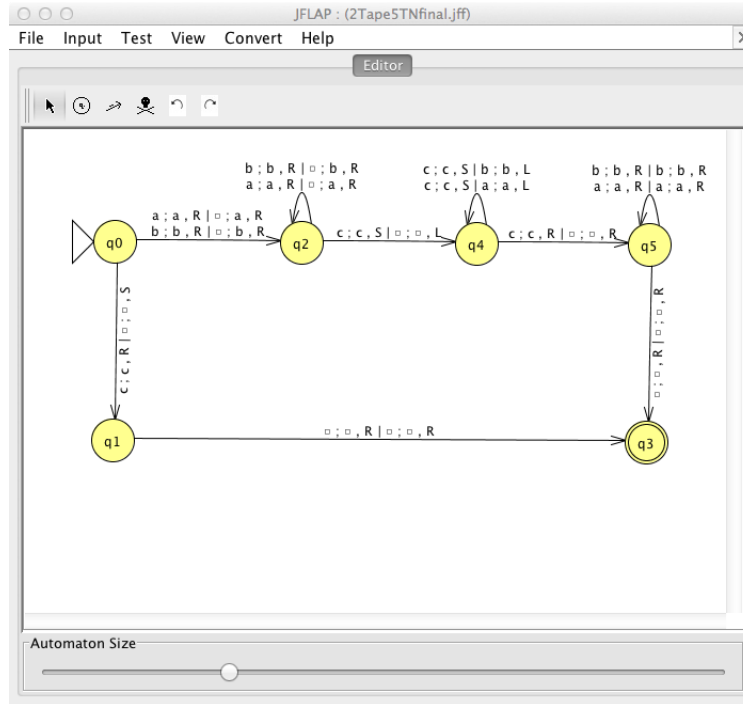 JFLAP : (2Tape5TNfinal.jff)
File Input Test View Convert Help
Editor
b ; b , R | □ ; b , R
a ; a , R | □ ; a , R
c ; c , S | b ; b , L
c ; c , S | a ; a , L
b ; b , R | b ; b , R
a ; a , R | a ; a , R
a ; a , R | □ ; a , R
b ; b , R | □ ; b , R
q0
q2
c ; c , S | □ ; □ , L
q4
c ; c , R | □ ; □ , R
q5
c ; c , R | □ ; □ , S
□ ; □ , R | □ ; □ , R
q1
□ ; □ , R | □ ; □ , R
q3
Automaton Size